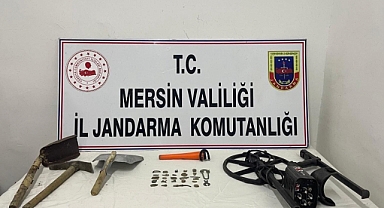 T.C.
MERSİN VALİLİĞİ
İL JANDARMA KOMUTANLIĞI